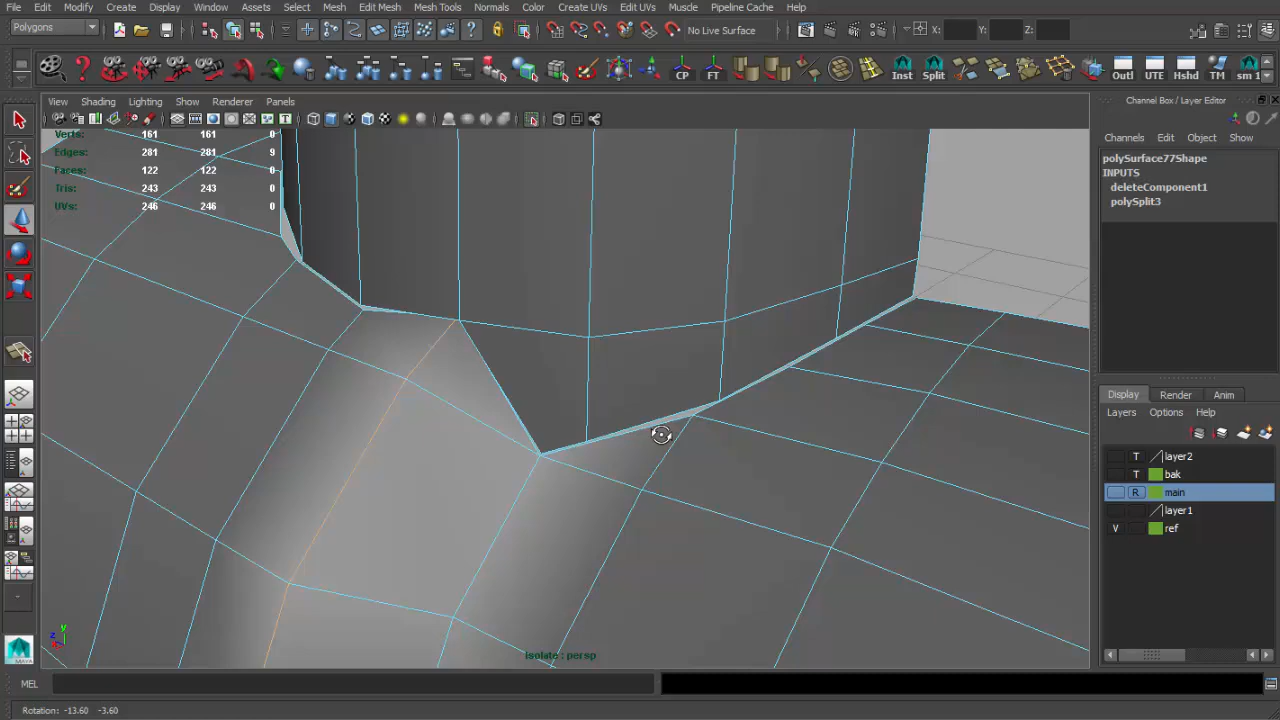 File Edit Modify Create Display Window Assets Select Mesh Edit Mesh Mesh Tools Normals Color Create UVs Edit UVs Muscle Pipeline Cache Help
Polygons No Live Surface X: Y: Z:
CP FT Inst Split Outl UTE Hshd TM sm 1
View Shading Lighting Show Renderer Panels
Channel Box / Layer Editor
Channels Edit Object Show
Verts: 161 161 0
Edges: 281 281 9
Faces: 122 122 0
Tris: 243 243 0
UVs: 246 246 0
polySurface77Shape
INPUTS
deleteComponent1
polySplit3
Display Render Anim
Layers Options Help
T layer2
T bak
R main
layer1
V ref
y
z
x
isolate : persp
MAYA
MEL
Rotation: -13.60 -3.60